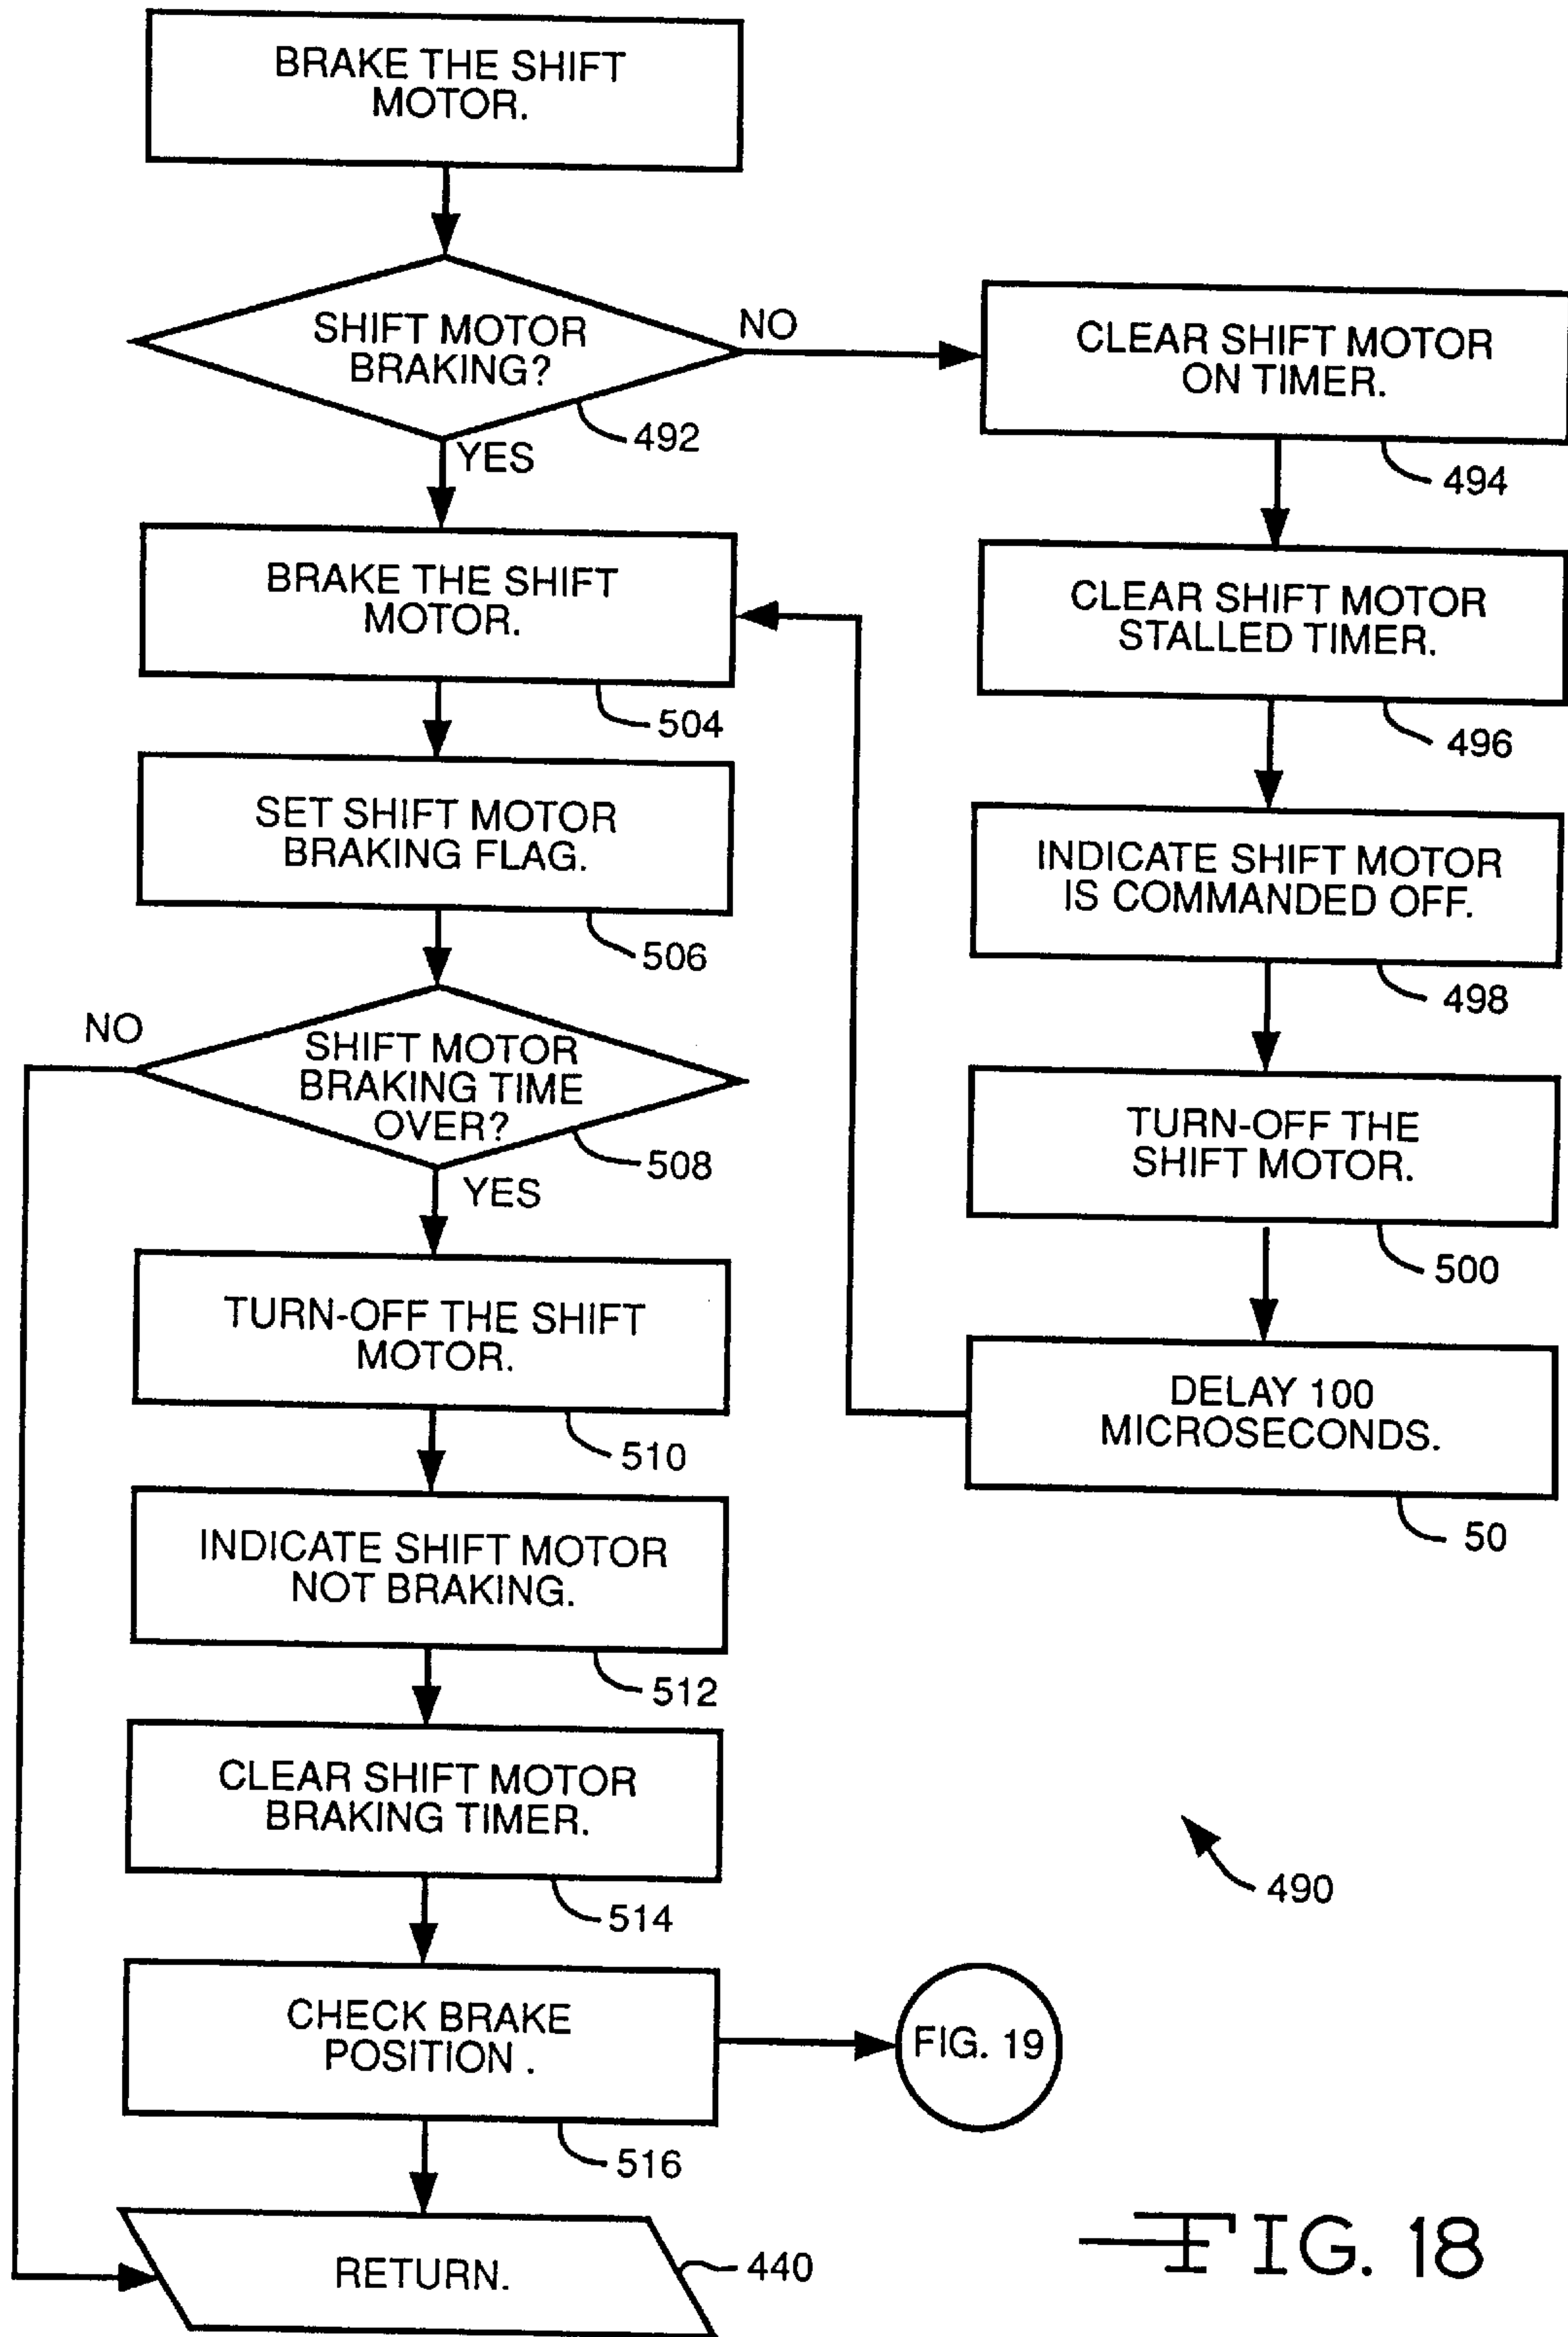 BRAKE THE SHIFT
MOTOR.
SHIFT MOTOR
BRAKING?
NO
492
YES
CLEAR SHIFT MOTOR
ON TIMER.
494
CLEAR SHIFT MOTOR
STALLED TIMER.
496
INDICATE SHIFT MOTOR
IS COMMANDED OFF.
498
TURN-OFF THE
SHIFT MOTOR.
500
DELAY 100
MICROSECONDS.
50
BRAKE THE SHIFT
MOTOR.
504
SET SHIFT MOTOR
BRAKING FLAG.
506
NO
SHIFT MOTOR
BRAKING TIME
OVER?
508
YES
TURN-OFF THE SHIFT
MOTOR.
510
INDICATE SHIFT MOTOR
NOT BRAKING.
512
CLEAR SHIFT MOTOR
BRAKING TIMER.
514
490
CHECK BRAKE
POSITION .
516
FIG. 19
RETURN.
440
FIG. 18